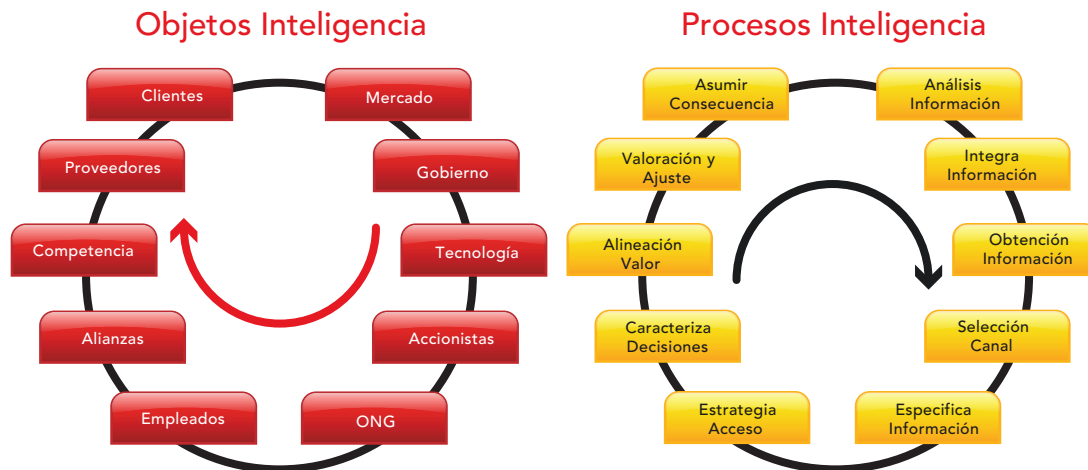 Objetos Inteligencia
Clientes
Mercado
Proveedores
Gobierno
Competencia
Tecnología
Alianzas
Accionistas
Empleados
ONG
Procesos Inteligencia
Asumir
Consecuencia
Análisis
Información
Valoración y
Ajuste
Integra
Información
Alineación
Valor
Obtención
Información
Caracteriza
Decisiones
Selección
Canal
Estrategia
Acceso
Especifica
Información